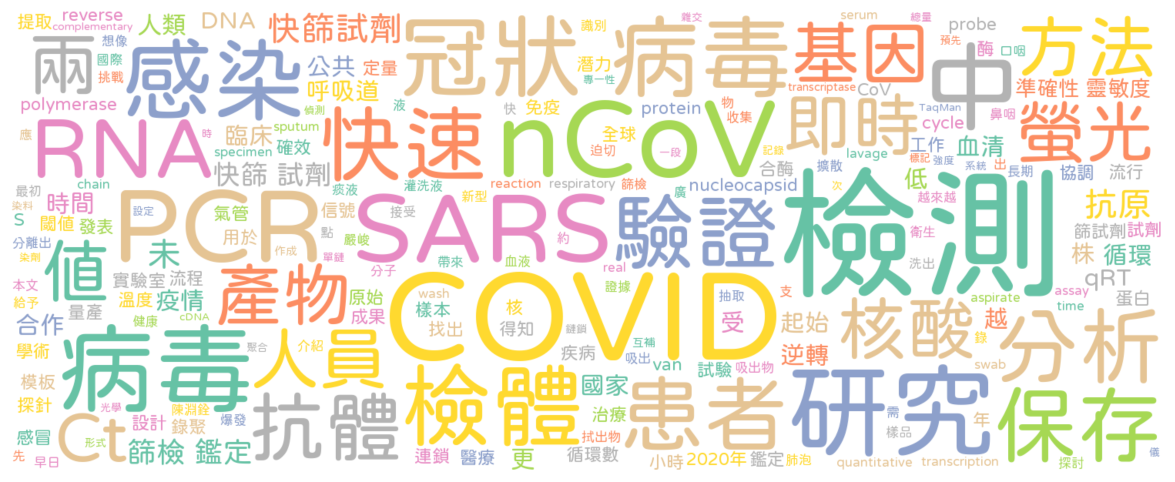 提取 reverse 人類 DNA 快篩試劑 冠狀病毒 識別 雜交 serum 總量 預先 probe 方法
complementary 想像 國際 挑戰 兩 感染 公共 定量 呼吸道 潛力 專一性 基因 酶 口咽 中 準確性 靈敏度
polymerase 液 快 免疫 protein 物 收集 transcriptase CoV TaqMan 鼻咽
應 RNA 時 偵測 臨床 sputum 確效 快速 nCoV 全球 迫切 一段 記錄 即時 cycle 工作 血清 螢光
specimen 快篩 試劑 合酶 擴散 lavage 標記 強度 系統 出 長期 協調 流行
最初 染料 chain 時間 痰液 灌洗液 reaction respiratory 篩檢 廣 nucleocapsid 次 越來越 低 抗原
S 閾值 發表 設定 PCR 氣管 信號 接受 SARS 新型 驗證 衛生 檢測 篩試劑 試劑
分離出 染劑 值 未 用於 作成 點 單鏈 嚴峻 約 洗出 株 循環
本文 給予 實驗室 流程 產物 分子 帶來 血液 real 證據 qRT 蛋白
量產 溫度 疫情 原始 成果 wash 樣本 找出 COVID 核 得知 抽取 支 受 aspirate assay time
合作 健康 cDNA 鏈鎖 起始 核酸 越 錄 分析
學術 病毒 聚合 人員 介紹 疾病 互補 吸出 van 試驗 吸出物 逆轉 swab
模板 探針 光學 陳淵銓 爆發 抗體 檢體 國家 治療 患者 研究 需 樣品 年 保存
感冒 先 早日 Ct 形式 設計 錄聚 篩檢 鑑定 連鎖 醫療 更 拭出物 循環數 小時 2020年 鑑定 肺泡 quantitative transcription 探討 儀